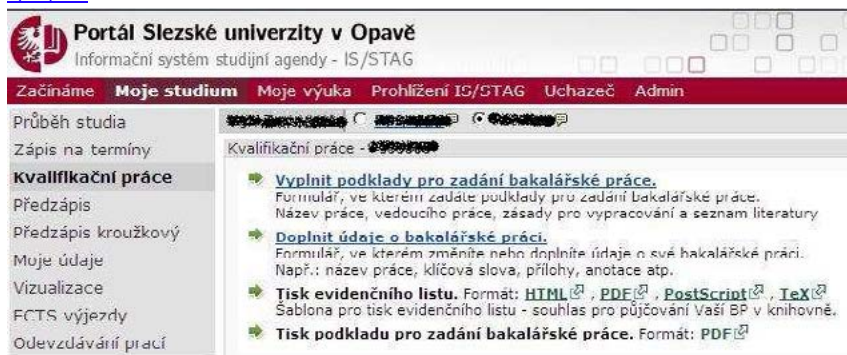 Portál Slezské univerzity v Opavě
Informační systém studijní agendy - IS/STAG
Začínáme Moje studium Moje výuka Prohlížení IS/STAG Uchazeč Admin
Průběh studia
Zápis na termíny
Kvalifikační práce
Předzápis
Předzápis kroužkový
Moje údaje
Vizualizace
ECTS výjezdy
Odevzdávání prací
Kvalifikační práce -
Vyplnit podklady pro zadání bakalářské práce.
Formulář, ve kterém zadáte podklady pro zadání bakalářské práce.
Název práce, vedoucího práce, zásady pro vypracování a seznam literatury
Doplnit údaje o bakalářské práci.
Formulář, ve kterém změníte nebo doplníte údaje o své bakalářské práci.
Např.: název práce, klíčová slova, přílohy, anotace atp.
Tisk evidenčního listu. Formát: HTML , PDF , PostScript , TeX
Šablona pro tisk evidenčního listu - souhlas pro půjčování Vaší BP v knihovně.
Tisk podkladu pro zadání bakalářské práce. Formát: PDF